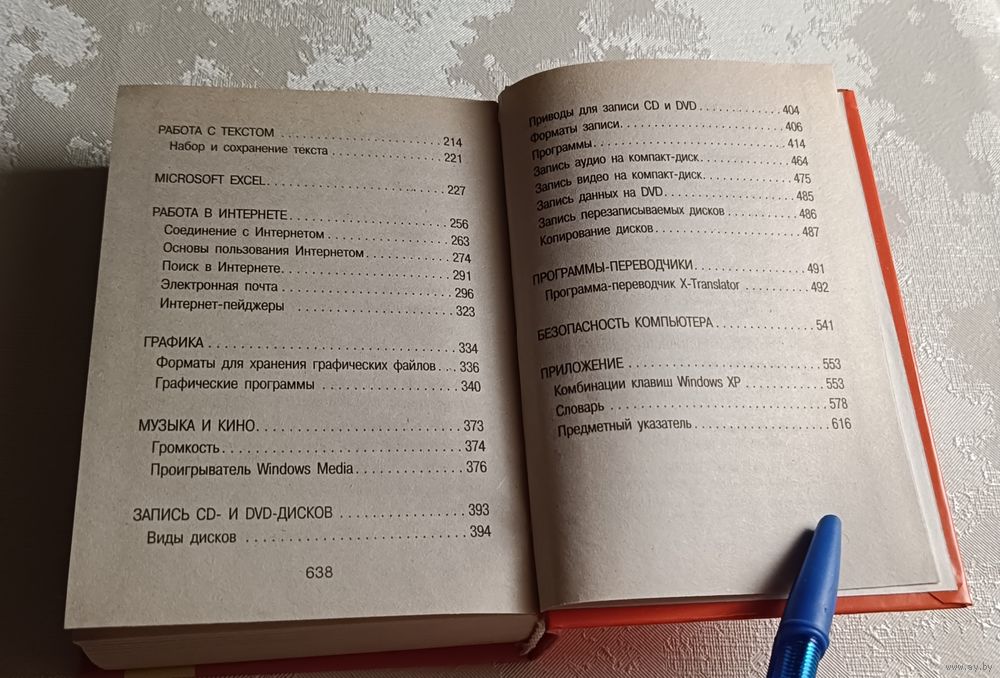 РАБОТА С ТЕКСТОМ ..................... 214
Набор и сохранение текста ............... 221
MICROSOFT EXCEL......................... 227
РАБОТА В ИНТЕРНЕТЕ...................... 256
Соединение с Интернетом ................. 263
Основы пользования Интернетом............ 274
Поиск в Интернете........................ 291
Электронная почта ....................... 296
Интернет-пейджеры ...................... 323
ГРАФИКА ................................ 334
Форматы для хранения графических файлов.... 336
Графические программы ................... 340
МУЗЫКА И КИНО........................... 373
Громкость............................... 374
Проигрыватель Windows Media.............. 376
ЗАПИСЬ CD- И DVD-ДИСКОВ ................ 393
Виды дисков ............................ 394
638
Приводы для записи CD и DVD ............. 404
Форматы записи.......................... 406
Программы............................... 414
Запись аудио на компакт-диск............. 464
Запись видео на компакт-диск............. 475
Запись данных на DVD.................... 485
Запись перезаписываемых дисков .......... 486
Копирование дисков...................... 487
ПРОГРАММЫ-ПЕРЕВОДЧИКИ................... 491
Программа-переводчик X-Translator ........ 492
БЕЗОПАСНОСТЬ КОМПЬЮТЕРА................ 541
ПРИЛОЖЕНИЕ ............................ 553
Комбинации клавиш Windows XP ............ 553
Словарь ............................... 578
Предметный указатель.................... 616
www.ay.by